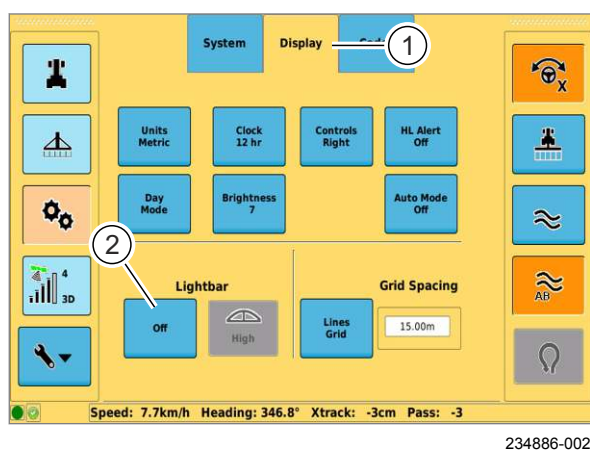 System
Display
1
Units
Metric
Clock
12 hr
Controls
Right
HL Alert
Off
Day
Mode
Brightness
7
Auto Mode
Off
X
2
4
3D
Lightbar
Grid Spacing
Off
High
Lines
Grid
15.00m
AB
Speed: 7.7km/h Heading: 346.8° Xtrack: -3cm Pass: -3
234886-002